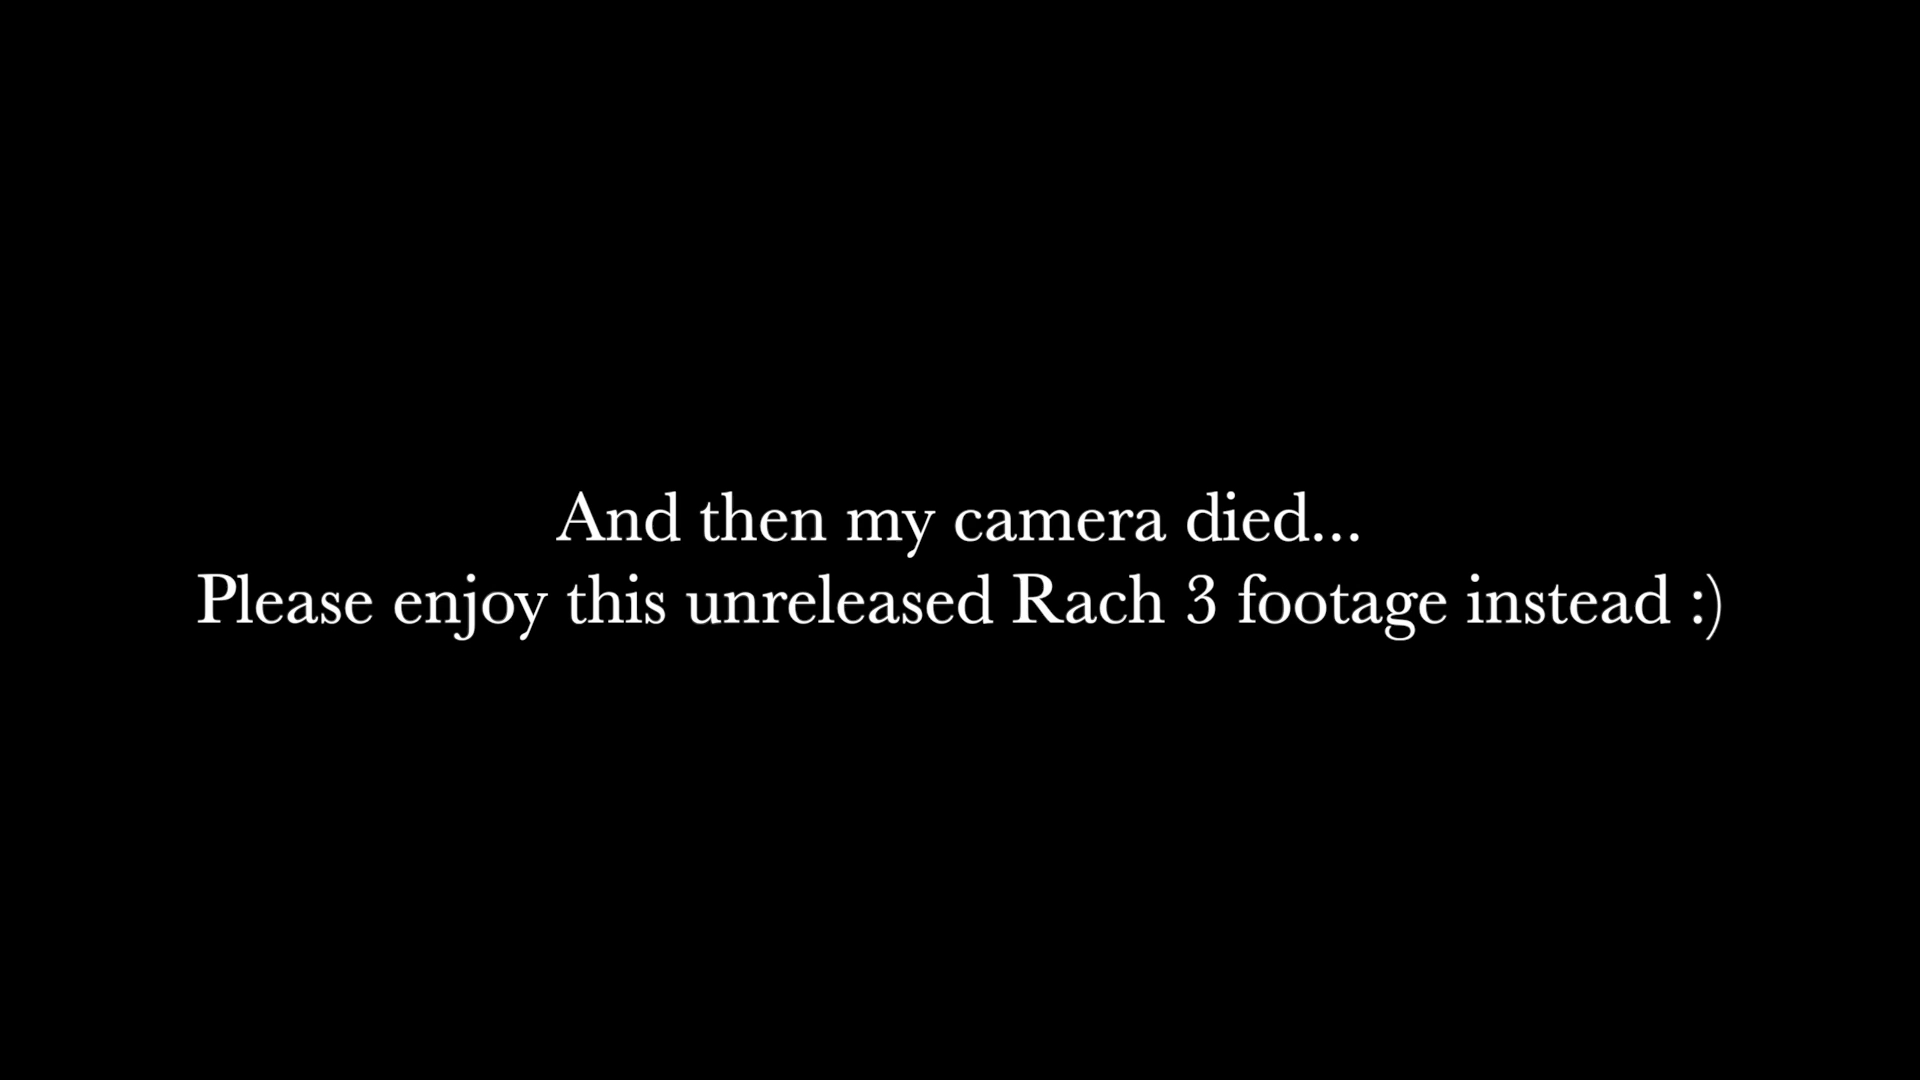 And then my camera died...
Please enjoy this unreleased Rach 3 footage instead :)